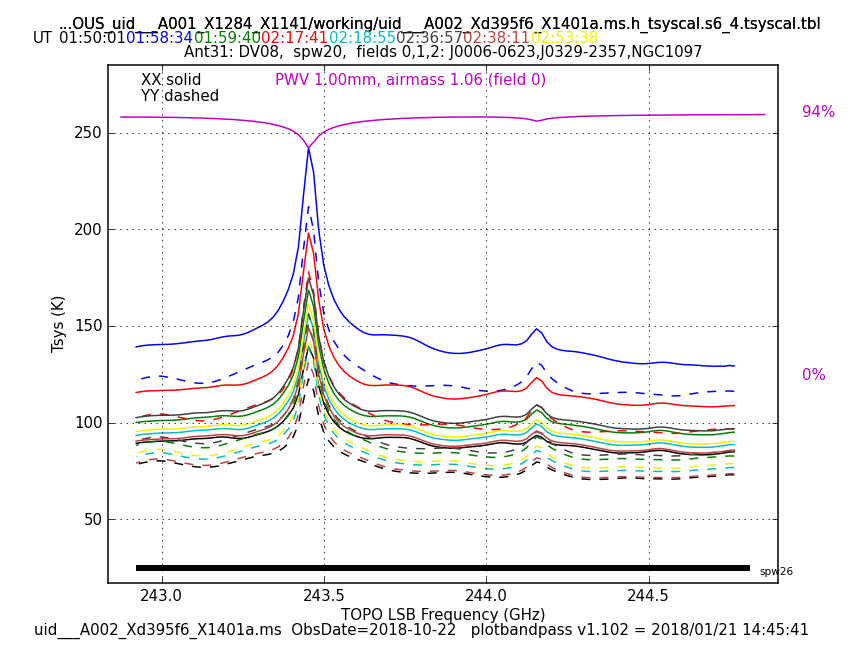 ...OUS_uid___A001_X1284_X1141/working/uid___A002_Xd395f6_X1401a.ms.h_tsyscal.s6_4.tsyscal.tbl
UT 01:50:01 01:58:34 01:59:40 02:17:41 02:18:55 02:36:57 02:38:11 02:53:38
Ant31: DV08,  spw20,  fields 0,1,2: J0006-0623,J0329-2357,NGC1097
XX solid
YY dashed
PWV 1.00mm, airmass 1.06 (field 0)
94%
0%
250
200
150
100
50
Tsys (K)
spw26
243.0 243.5 244.0 244.5
TOPO LSB Frequency (GHz)
uid___A002_Xd395f6_X1401a.ms  ObsDate=2018-10-22   plotbandpass v1.102 = 2018/01/21 14:45:41